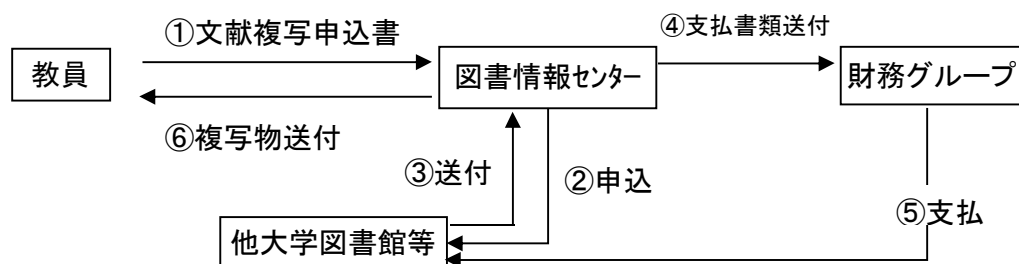 ①文献複写申込書
④支払書類送付
教員
図書情報センター
財務グループ
⑥複写物送付
③送付
②申込
⑤支払
他大学図書館等